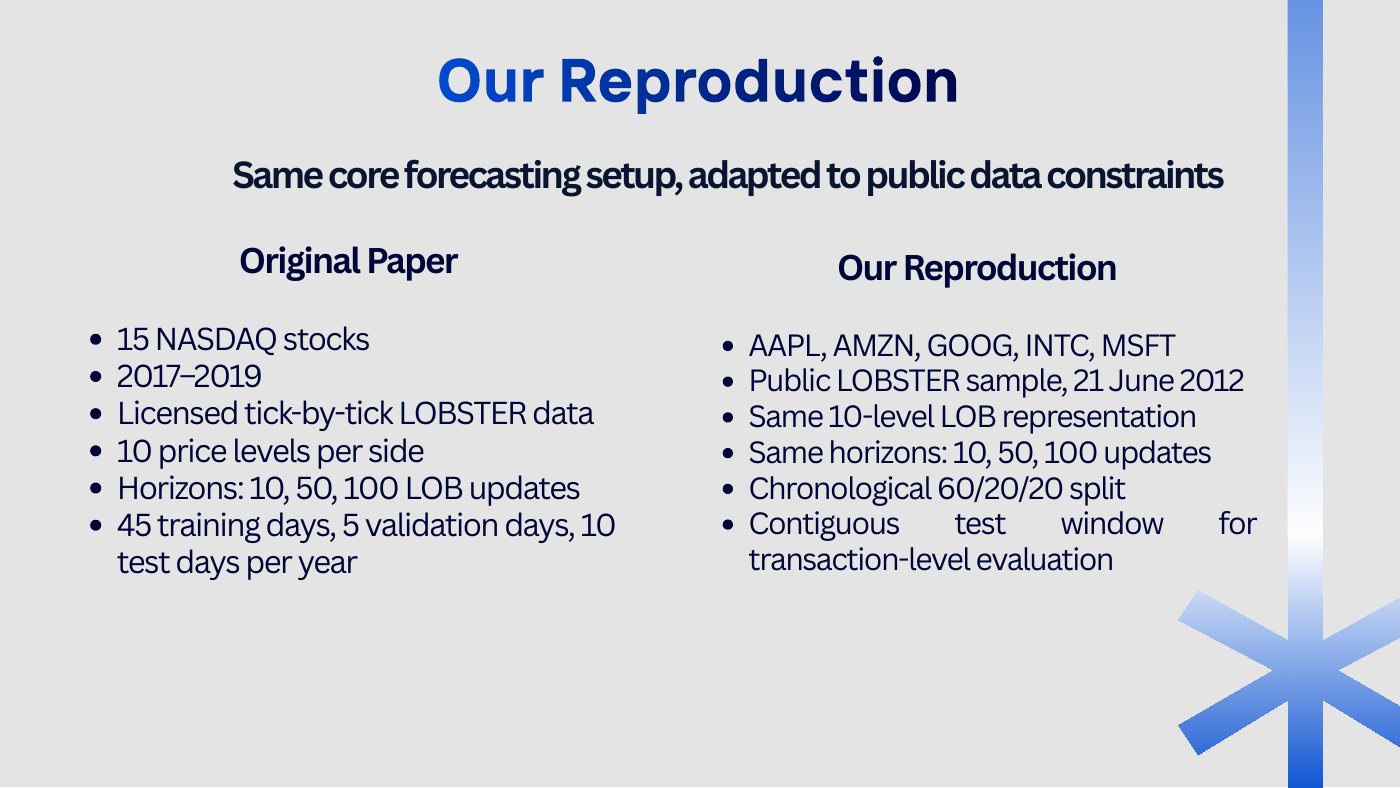 Our Reproduction
Same core forecasting setup, adapted to public data constraints
Original Paper
• 15 NASDAQ stocks
• 2017–2019
• Licensed tick-by-tick LOBSTER data
• 10 price levels per side
• Horizons: 10, 50, 100 LOB updates
• 45 training days, 5 validation days, 10
test days per year
Our Reproduction
• AAPL, AMZN, GOOG, INTC, MSFT
• Public LOBSTER sample, 21 June 2012
• Same 10-level LOB representation
• Same horizons: 10, 50, 100 updates
• Chronological 60/20/20 split
• Contiguous test window for
transaction-level evaluation